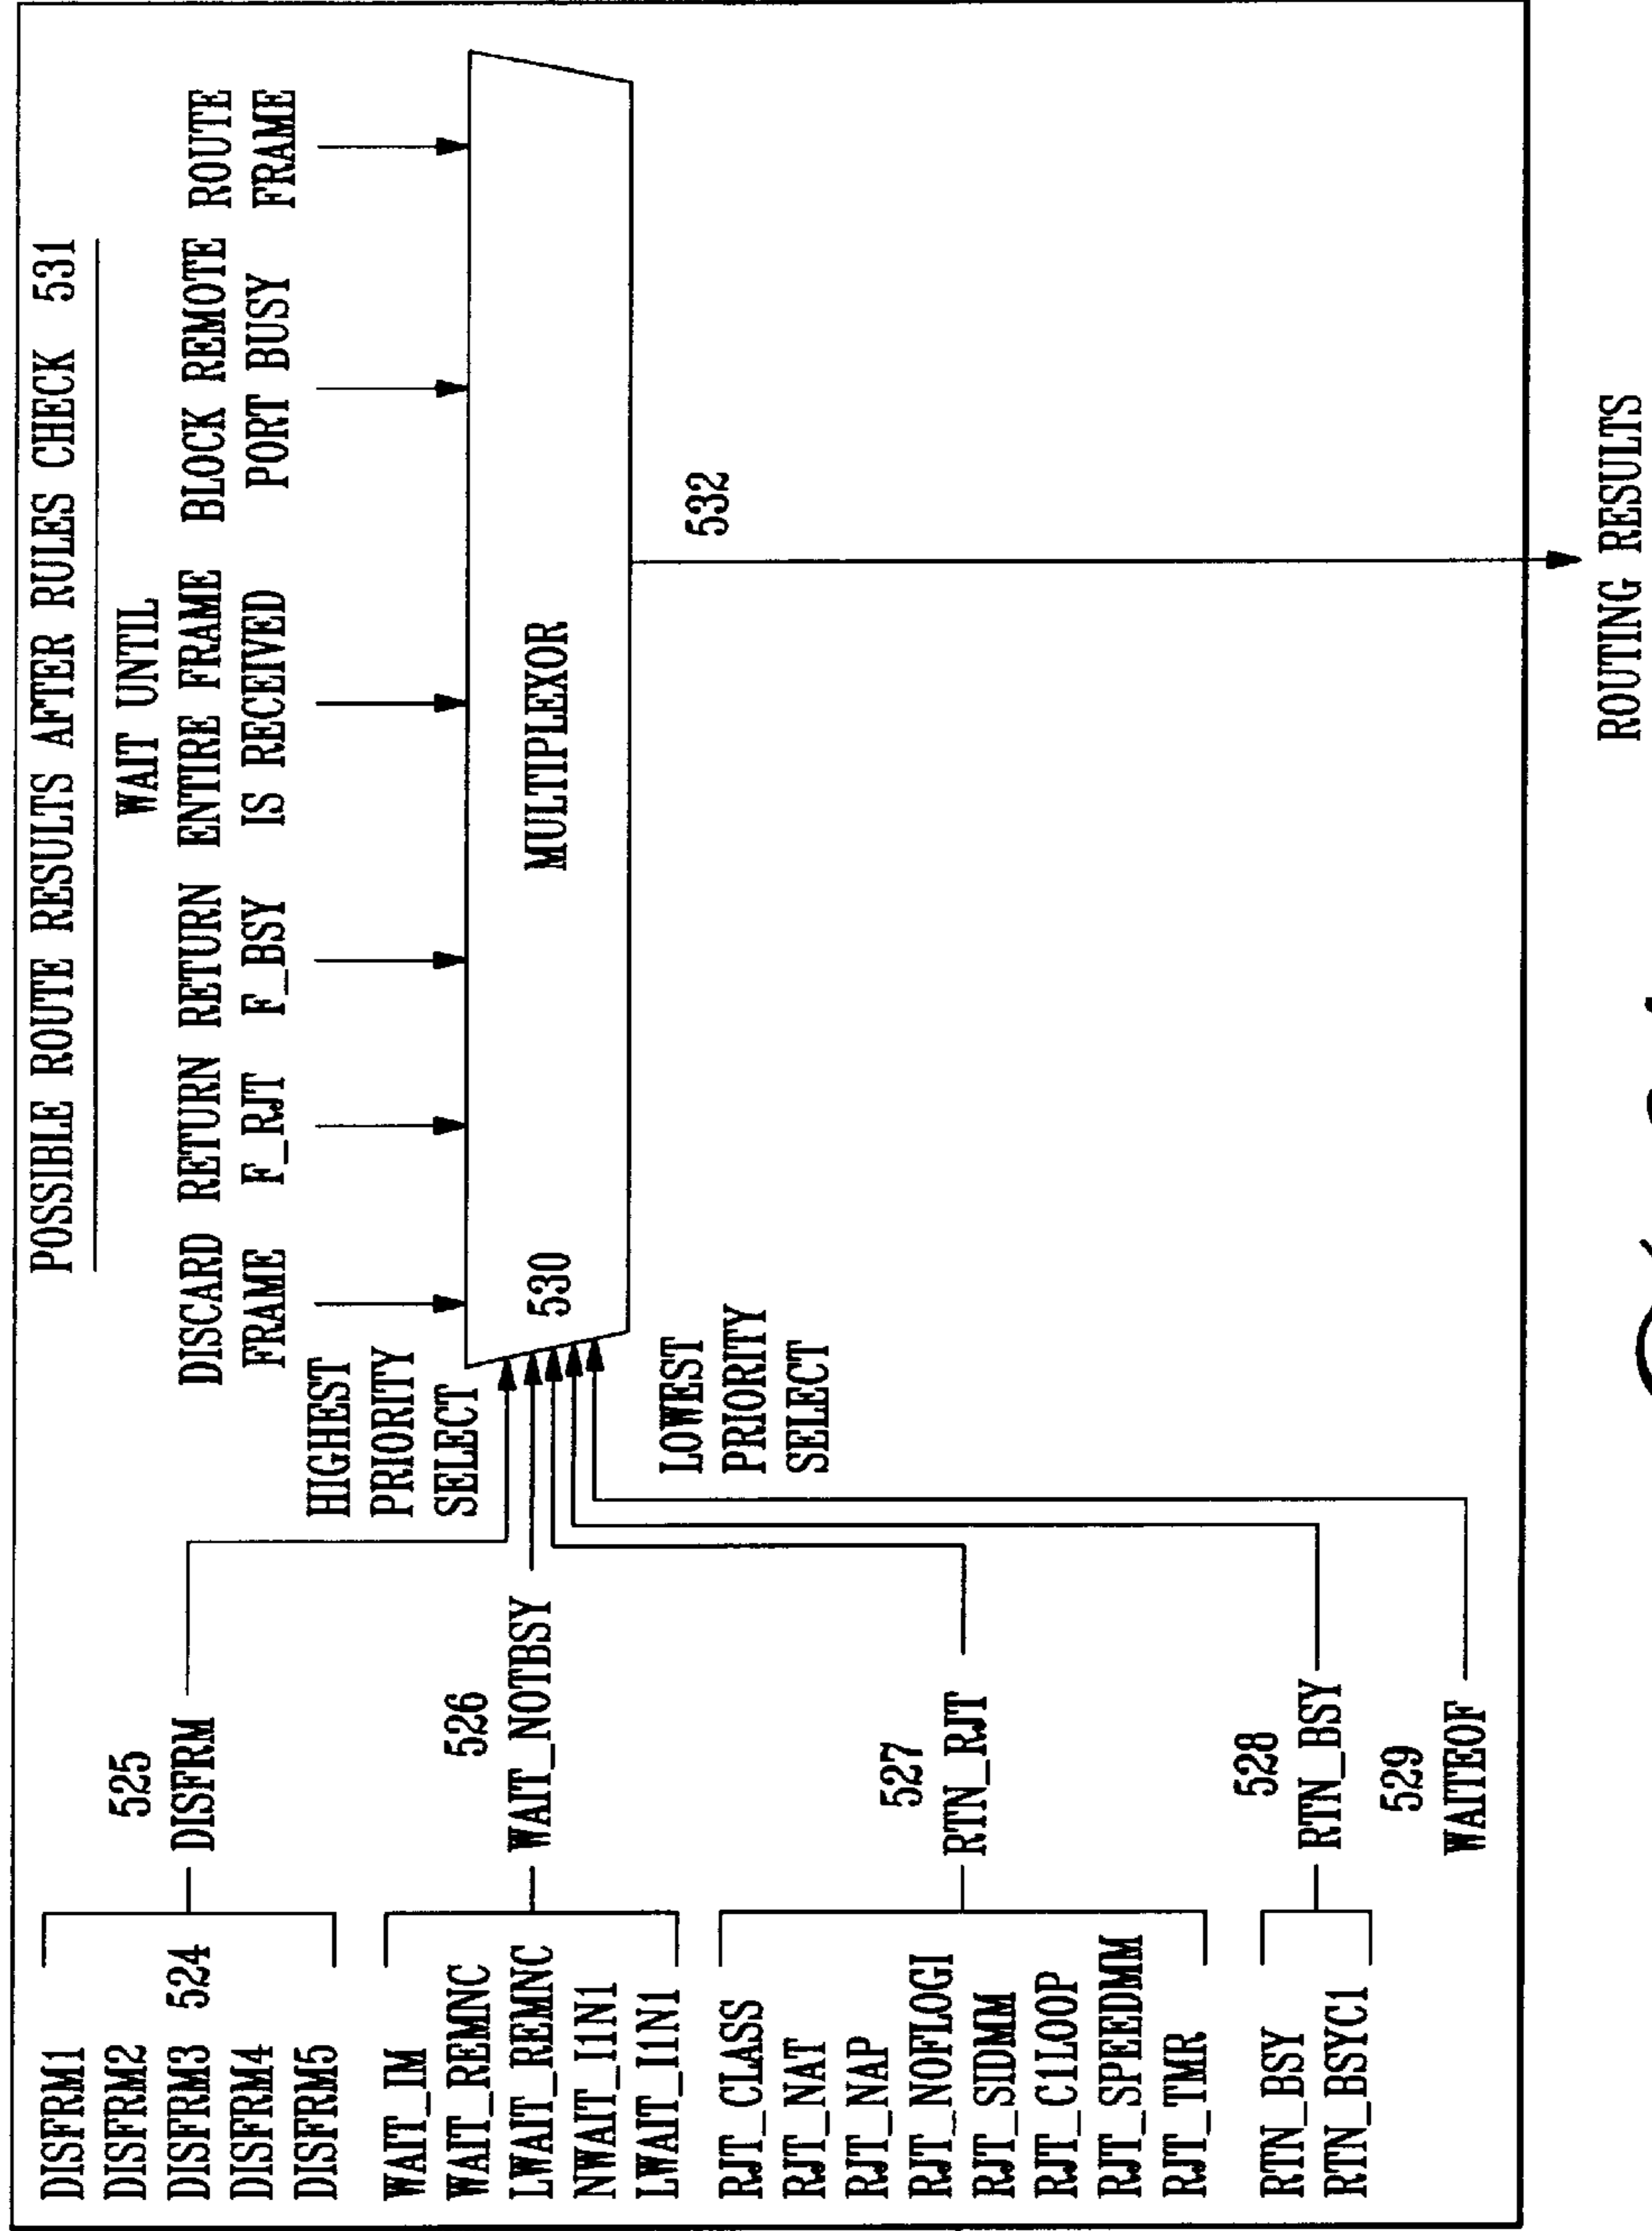 POSSIBLE ROUTE RESULTS AFTER RULES CHECK 531
DISCARD
FRAME
RETURN
F_RJT
RETURN
F_BSY
WAIT UNTIL
ENTIRE FRAME
IS RECEIVED
BLOCK REMOTE
PORT BUSY
ROUTE
FRAME
HIGHEST
PRIORITY
SELECT
530
MULTIPLEXOR
LOWEST
PRIORITY
SELECT
532
ROUTING RESULTS
DISFRM1
DISFRM2
DISFRM3 524
DISFRM4
DISFRM5
525
DISFRM
WAIT_IM
WAIT_REMNC
LWAIT_REMNC
NWAIT_I1N1
LWAIT_I1N1
526
WAIT_NOTBSY
RJT_CLASS
RJT_NAT
RJT_NAP
RJT_NOFLOGI
RJT_SIDMM
RJT_C1LOOP
RJT_SPEEDMM
RJT_TMR
527
RTN_RJT
RTN_BSY
RTN_BSYC1
528
RTN_BSY
529
WAITEOF